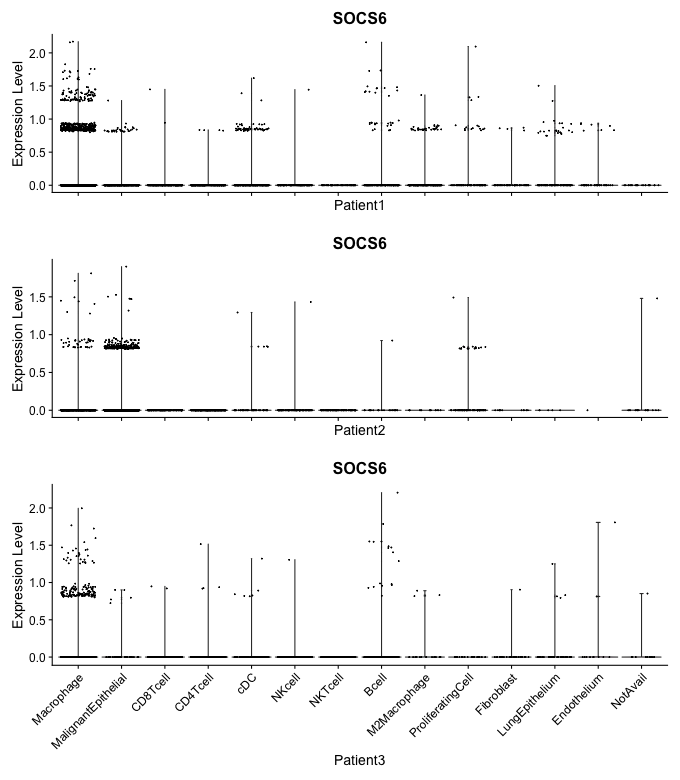 SOCS6
Expression Level
2.0
1.5
1.0
0.5
0.0
Patient1
SOCS6
Expression Level
1.5
1.0
0.5
0.0
Patient2
SOCS6
Expression Level
2.0
1.5
1.0
0.5
0.0
Macrophage
MalignantEpithelial
CD8Tcell
CD4Tcell
cDC
NKcell
NKTcell
Bcell
M2Macrophage
ProliferatingCell
Fibroblast
LungEpithelium
Endothelium
NotAvail
Patient3